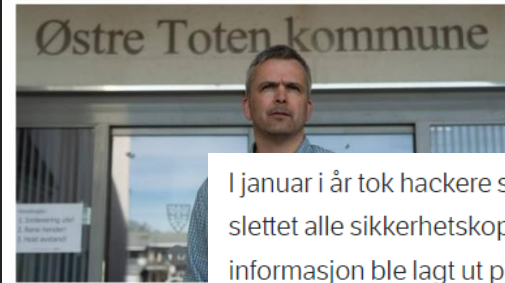 Østre Toten kommune
I januar i år tok hackere s
slettet alle sikkerhetskop
informasjon ble lagt ut p